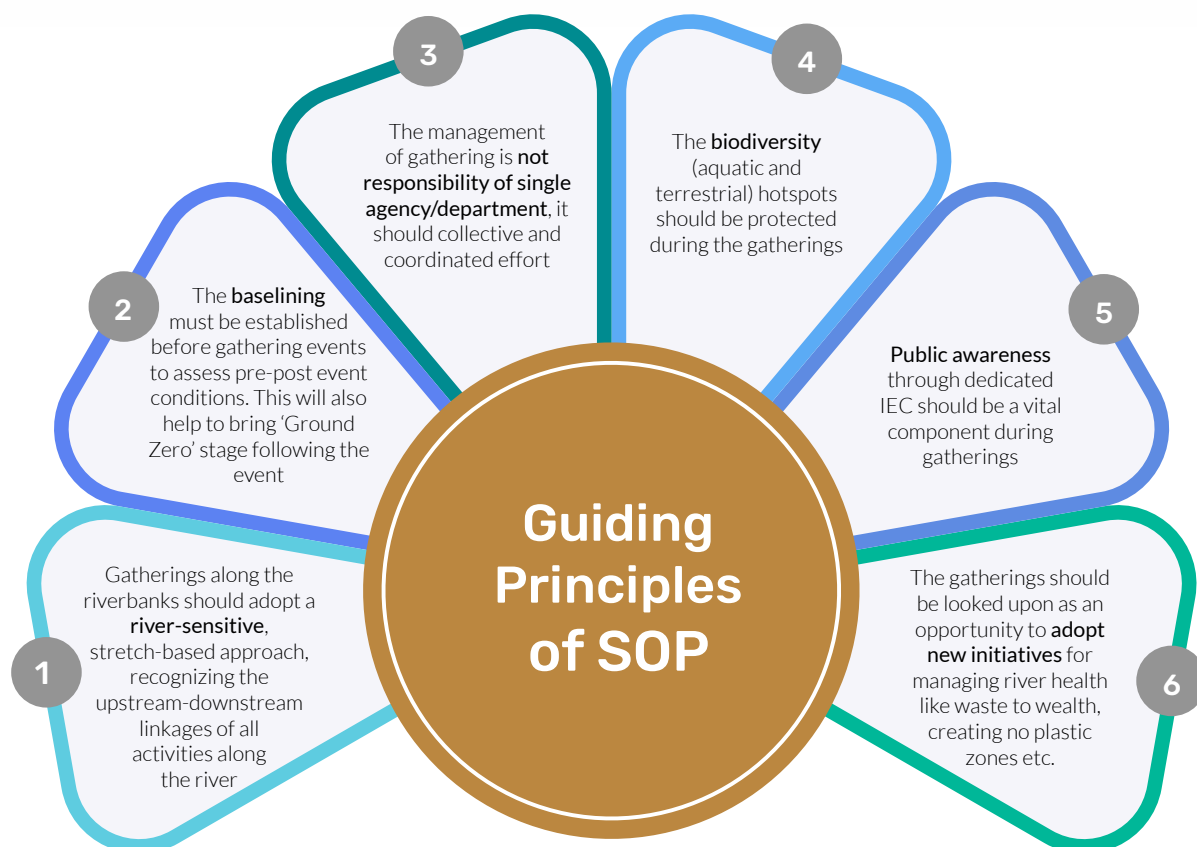 Guiding
Principles
of SOP
1
Gatherings along the
riverbanks should adopt a
river-sensitive,
stretch-based approach,
recognizing the
upstream-downstream
linkages of all
activities along
the river
2
The baselining
must be established
before gathering events
to assess pre-post event
conditions. This will also
help to bring ‘Ground
Zero’ stage following the
event
3
The management
of gathering is not
responsibility of single
agency/department, it
should collective and
coordinated effort
4
The biodiversity
(aquatic and
terrestrial) hotspots
should be protected
during the gatherings
5
Public awareness
through dedicated
IEC should be a vital
component during
gatherings
6
The gatherings should
be looked upon as an
opportunity to adopt
new initiatives for
managing river health
like waste to wealth,
creating no plastic
zones etc.